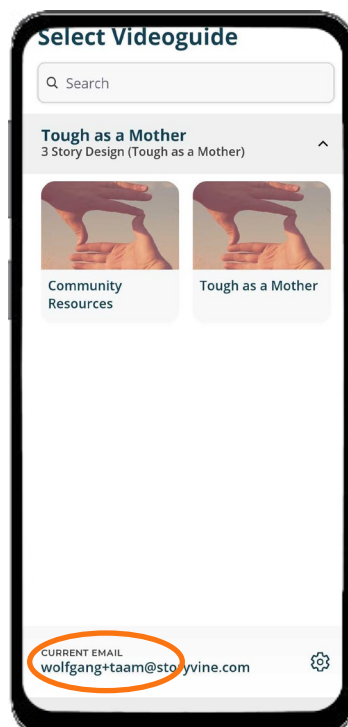 Select Videoguide
Search
Tough as a Mother
3 Story Design (Tough as a Mother)
Community
Resources
Tough as a Mother
CURRENT EMAIL
wolfgang+taam@storyvine.com